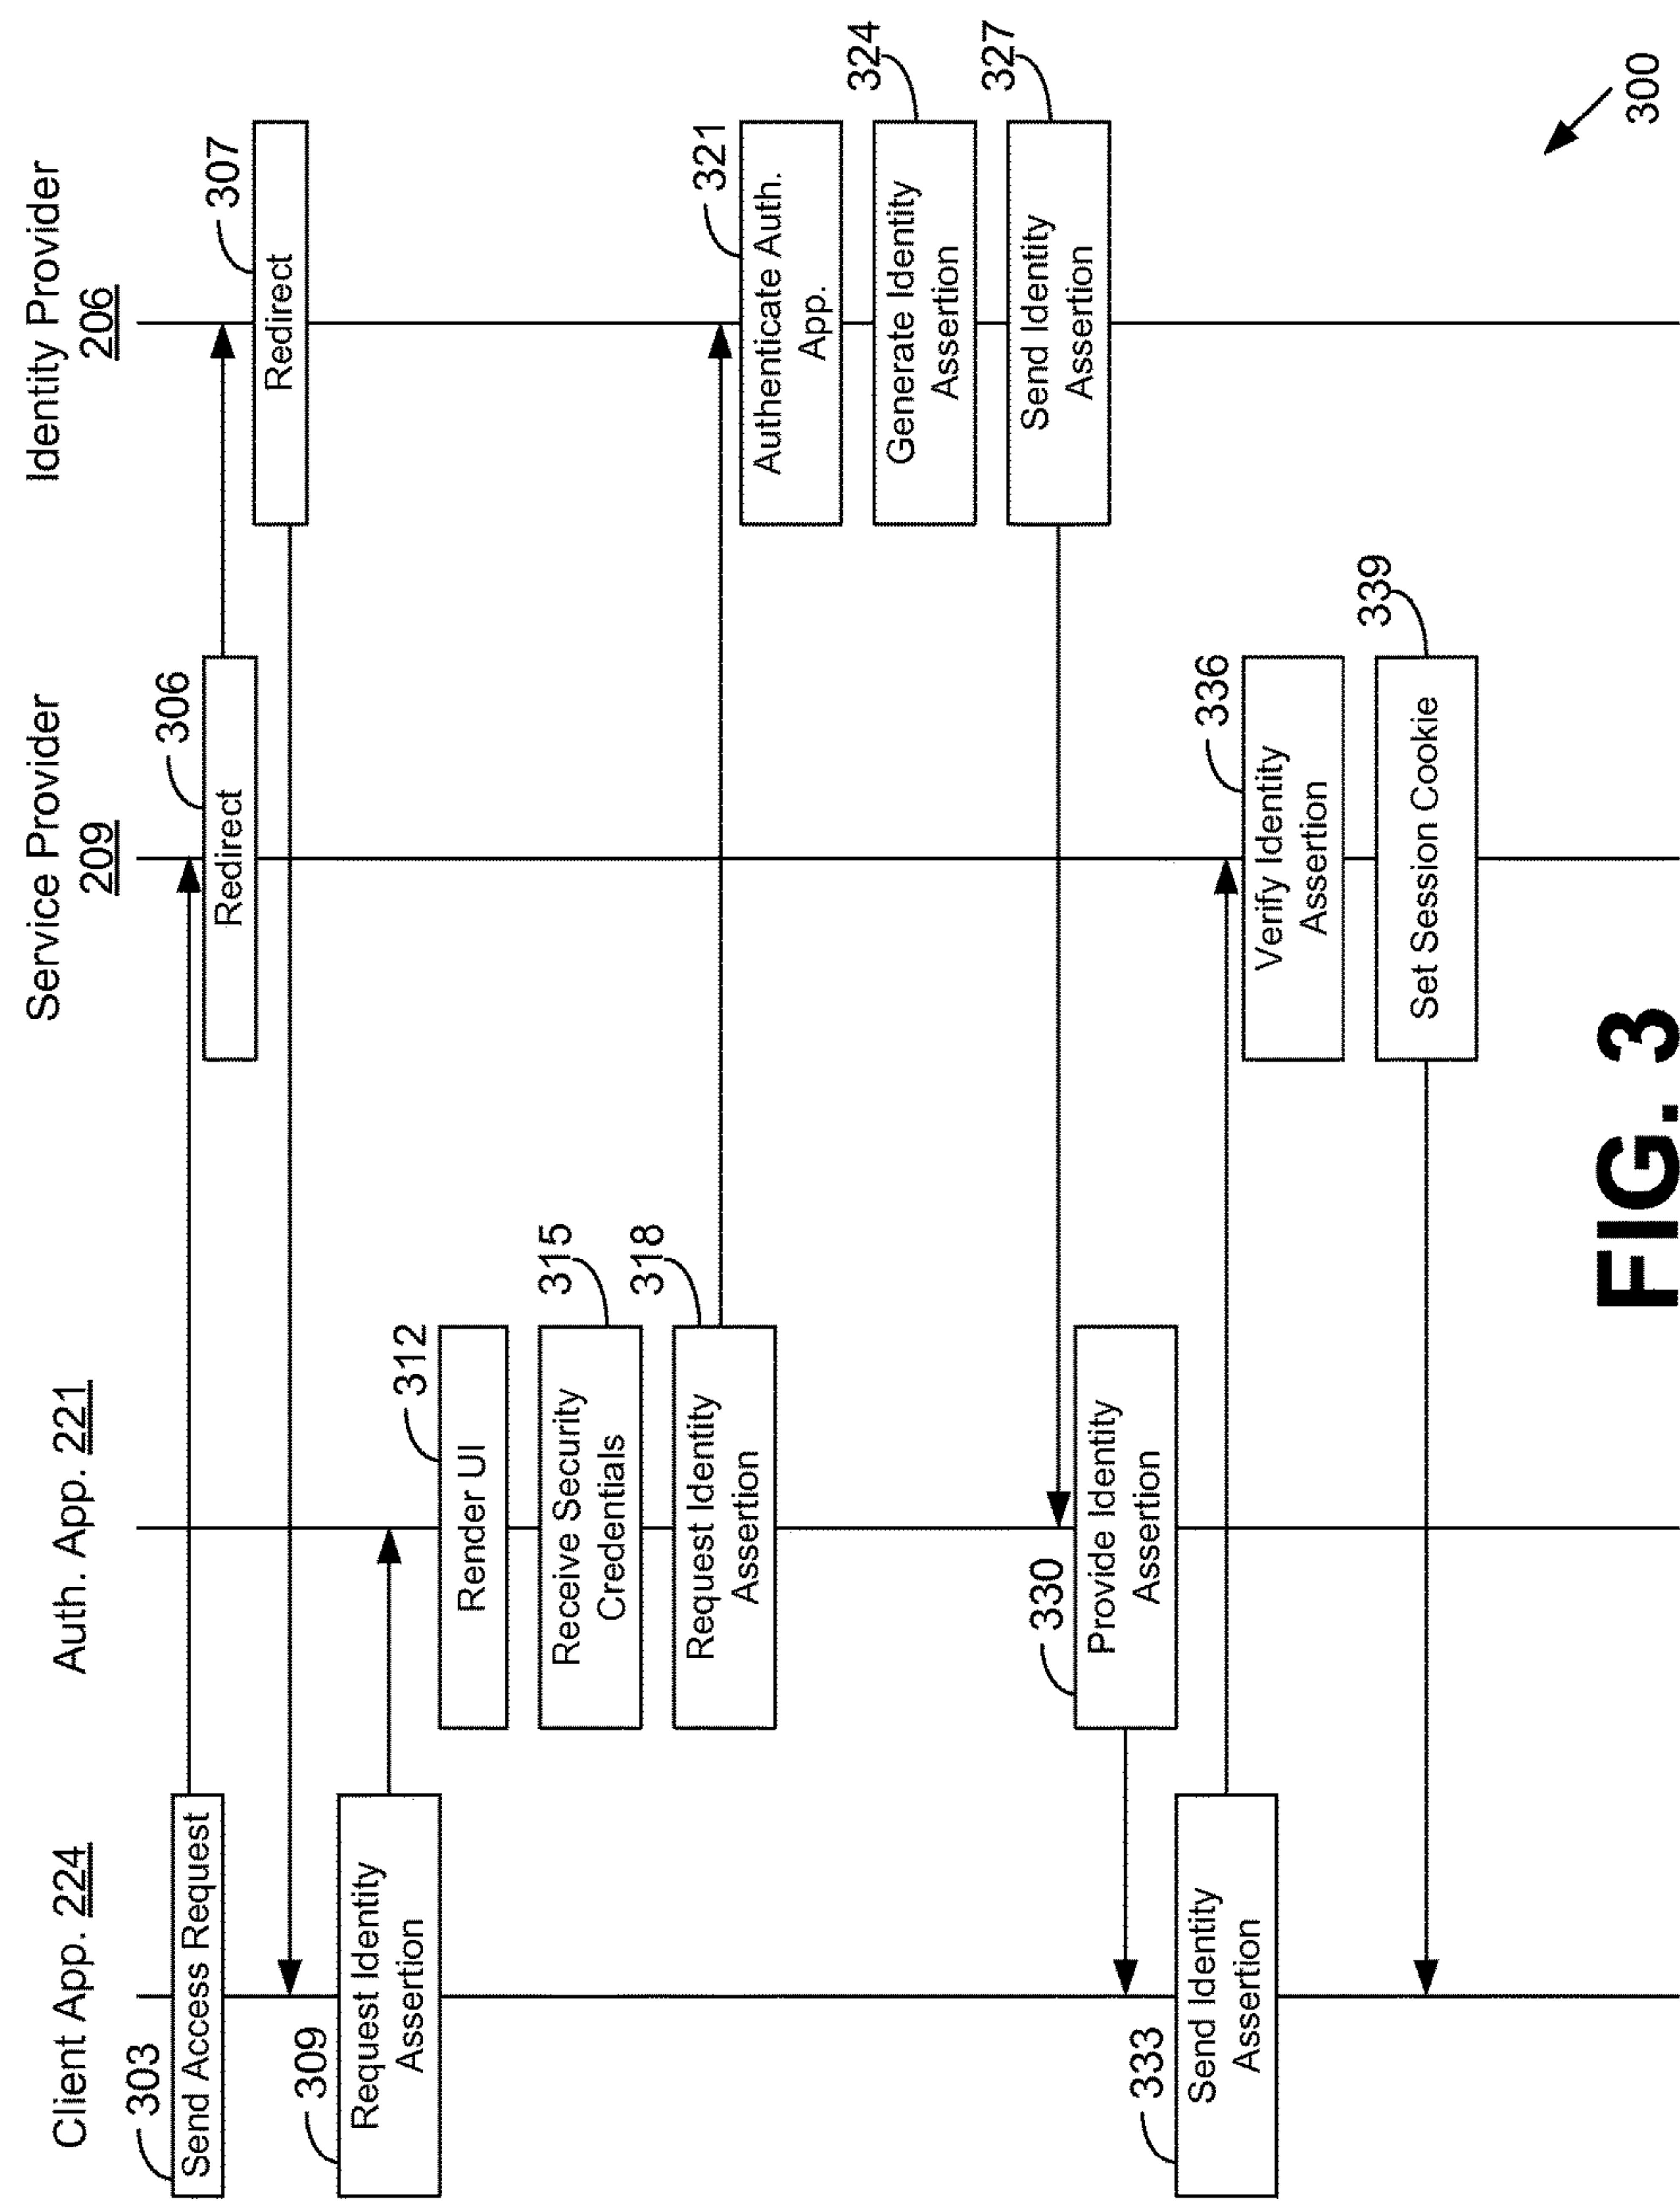 Client App. 224
Auth. App. 221
Service Provider
209
Identity Provider
206
303
Send Access Request
306
Redirect
307
Redirect
309
Request Identity
Assertion
312
Render UI
315
Receive Security
Credentials
318
Request Identity
Assertion
321
Authenticate Auth.
App.
324
Generate Identity
Assertion
327
Send Identity
Assertion
330
Provide Identity
Assertion
333
Send Identity
Assertion
336
Verify Identity
Assertion
339
Set Session Cookie
300
FIG. 3